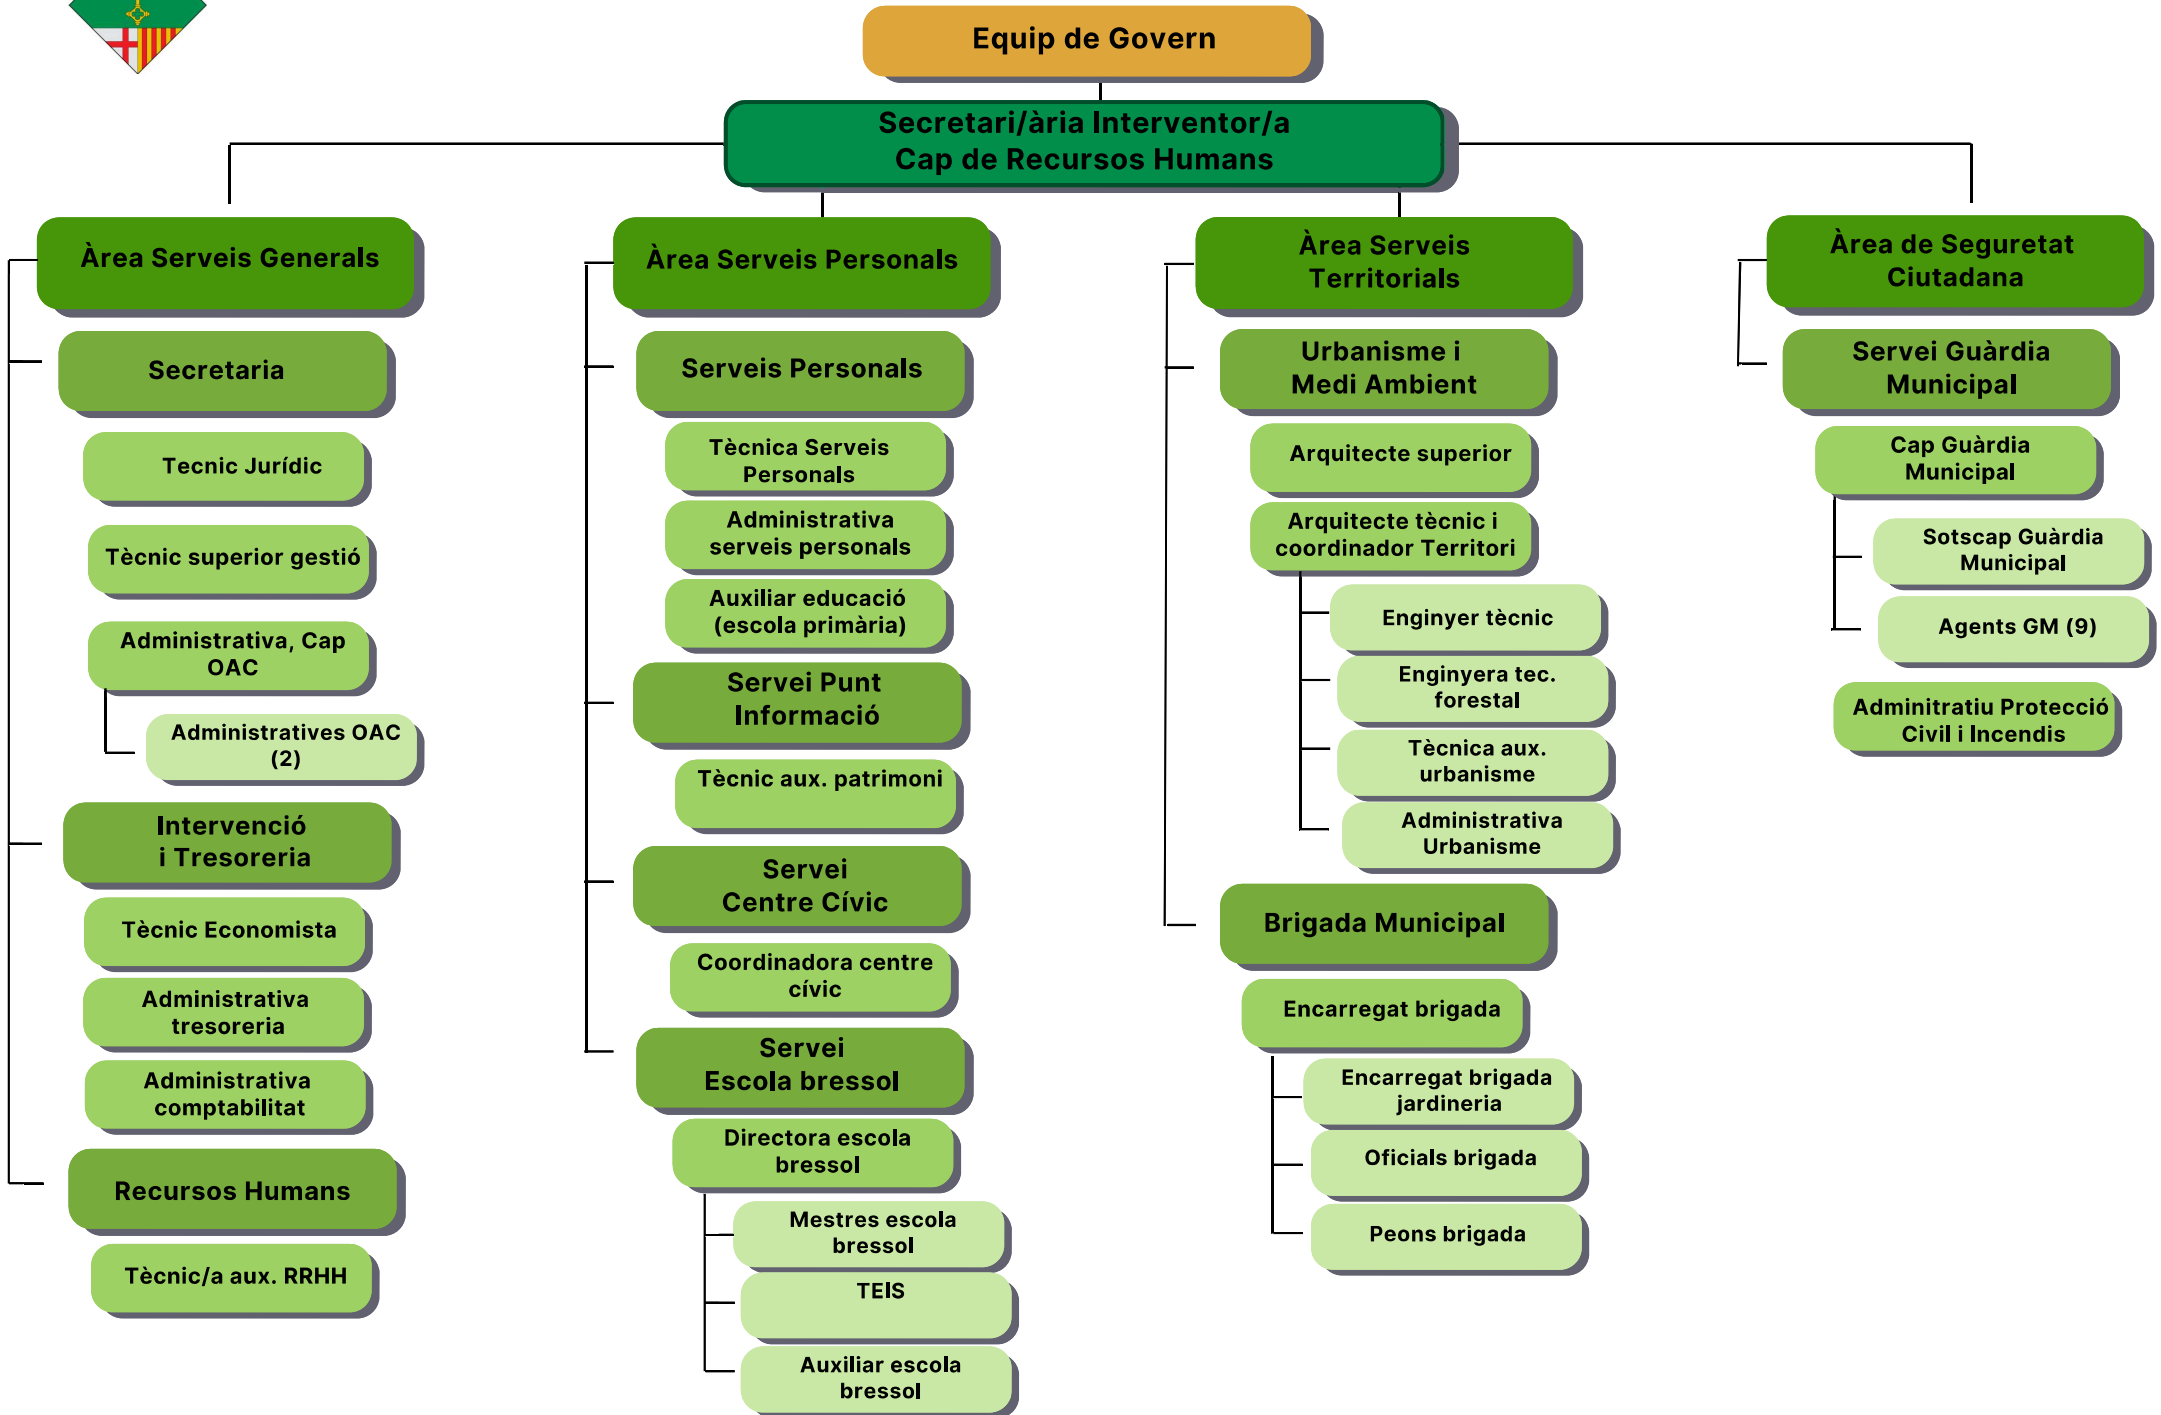 Equip de Govern
Secretari/ària Interventor/a
Cap de Recursos Humans
Àrea Serveis Generals
Secretaria
Tecnic Jurídic
Tècnic superior gestió
Administrativa, Cap
OAC
Administratives OAC
(2)
Intervenció
i Tresoreria
Tècnic Economista
Administrativa
tresoreria
Administrativa
comptabilitat
Recursos Humans
Tècnic/a aux. RRHH
Àrea Serveis Personals
Serveis Personals
Tècnica Serveis
Personals
Administrativa
serveis personals
Auxiliar educació
(escola primària)
Servei Punt
Informació
Tècnic aux. patrimoni
Servei
Centre Cívic
Coordinadora centre
cívic
Servei
Escola bressol
Directora escola
bressol
Mestres escola
bressol
TEIS
Auxiliar escola
bressol
Àrea Serveis
Territorials
Urbanisme i
Medi Ambient
Arquitecte superior
Arquitecte tècnic i
coordinador Territori
Enginyer tècnic
Enginyera tec.
forestal
Tècnica aux.
urbanisme
Administrativa
Urbanisme
Brigada Municipal
Encarregat brigada
Encarregat brigada
jardineria
Oficials brigada
Peons brigada
Àrea de Seguretat
Ciutadana
Servei Guàrdia
Municipal
Cap Guàrdia
Municipal
Sotscap Guàrdia
Municipal
Agents GM (9)
Adminitratiu Protecció
Civil i Incendis